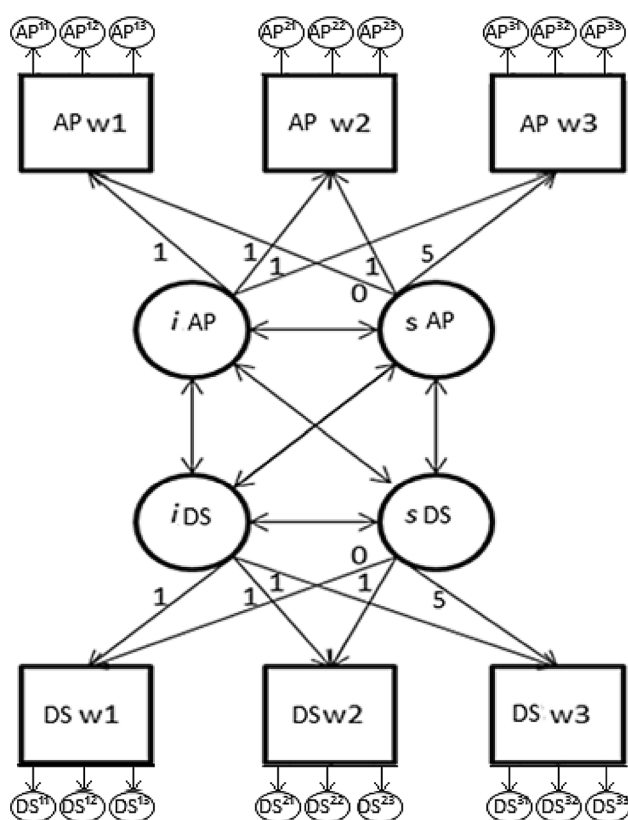 AP¹¹ AP¹² AP¹³ AP²¹ AP²² AP²³ AP³¹ AP³² AP³³
AP w1 AP w2 AP w3
1 1 1 0 1 5
i AP s AP
i DS s DS
1 1 1 0 1 5
DS w1 DS w2 DS w3
DS¹¹ DS¹² DS¹³ DS²¹ DS²² DS²³ DS³¹ DS³² DS³³